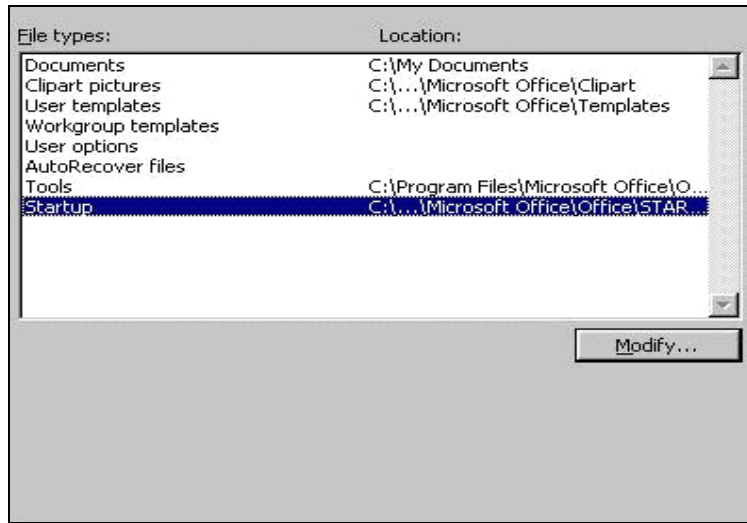 File types: Location:
Documents C:\My Documents
Clipart pictures C:\...\Microsoft Office\Clipart
User templates C:\...\Microsoft Office\Templates
Workgroup templates
User options
AutoRecover files
Tools C:\Program Files\Microsoft Office\O...
Startup C:\...\Microsoft Office\Office\STAR...
Modify...